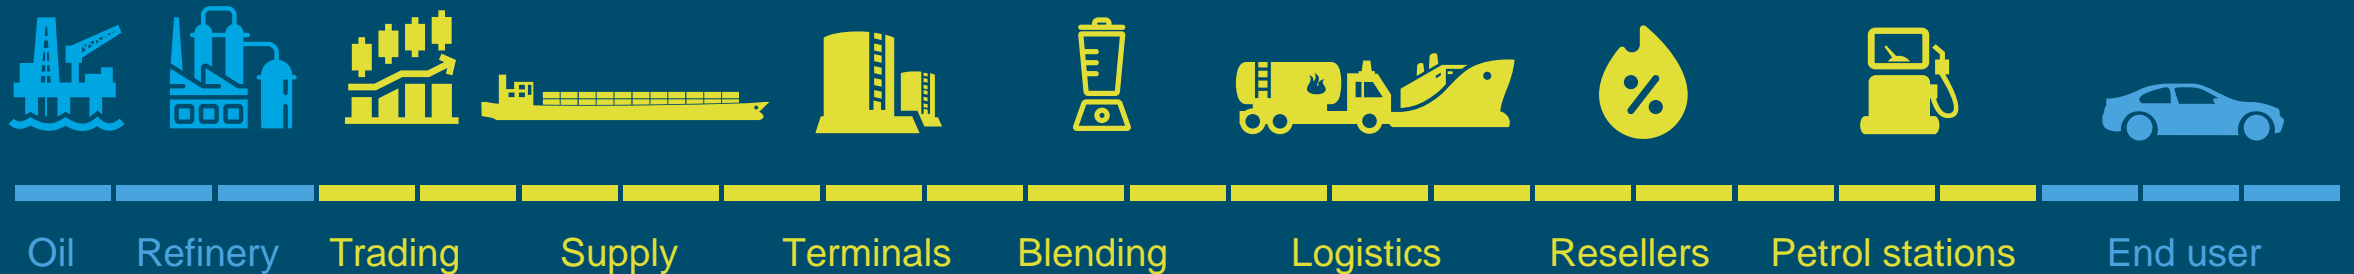 Oil Refinery Trading Supply Terminals Blending Logistics Resellers Petrol stations End user